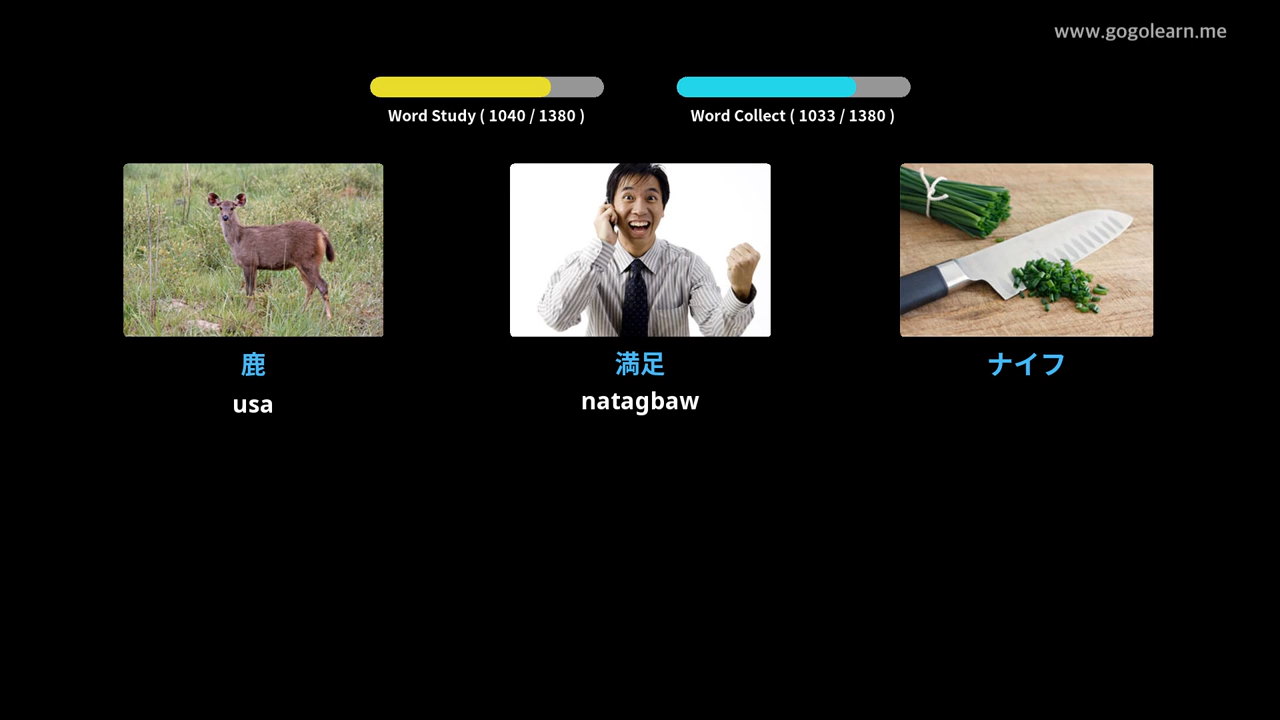 www.gogolearn.me
Word Study ( 1040 / 1380 )
Word Collect ( 1033 / 1380 )
鹿
満足
ナイフ
usa
natagbaw